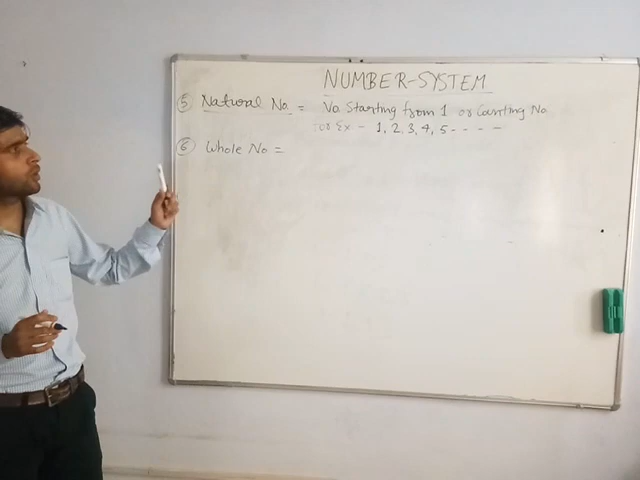 NUMBER-SYSTEM
⑤ Natural No. = No. Starting from 1 or Counting No.
for Ex - 1, 2, 3, 4, 5 - - - -
⑥ Whole No =